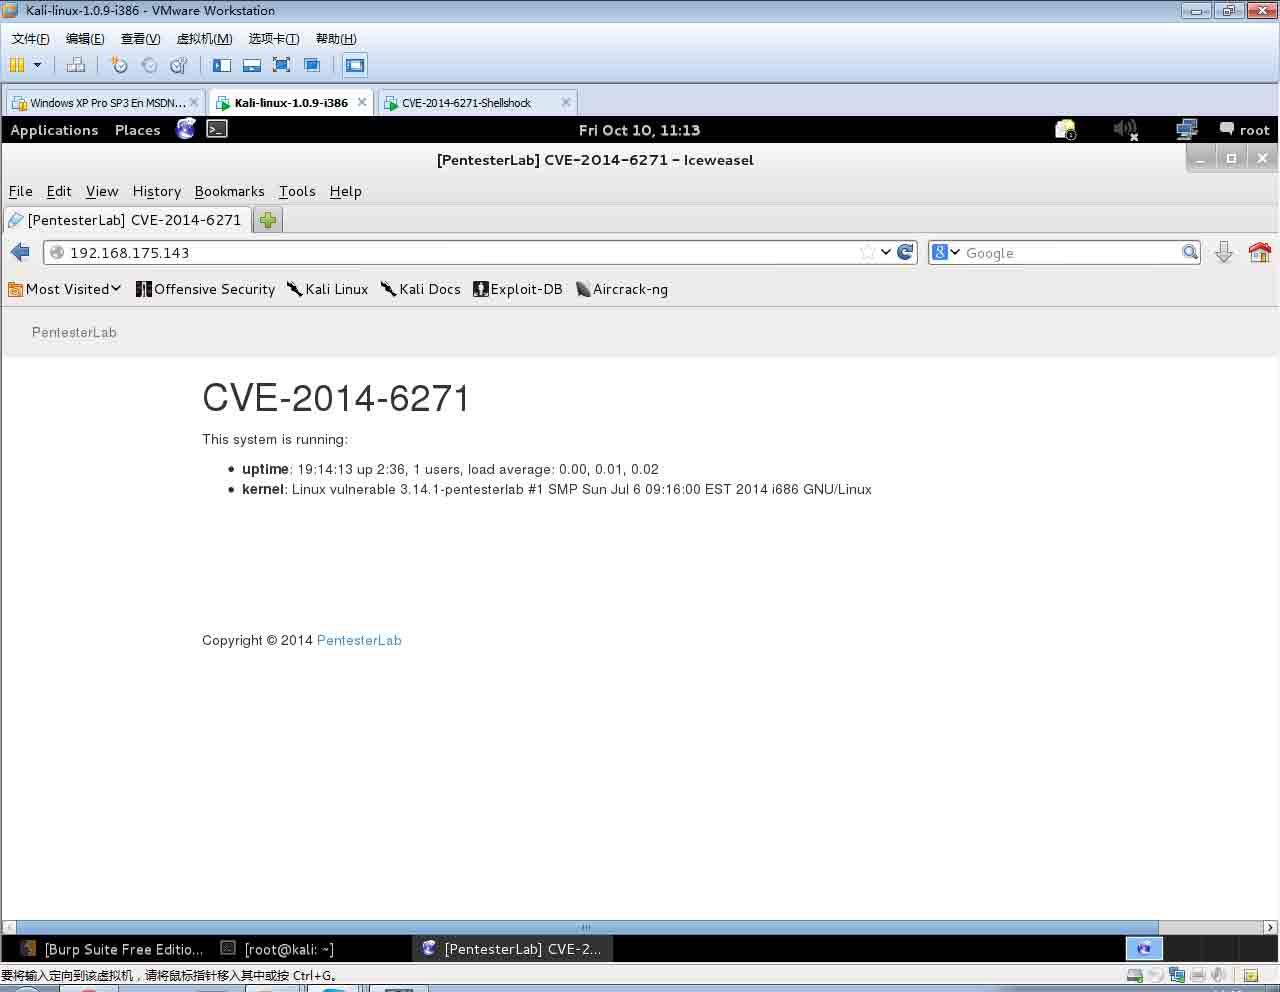 Kali-linux-1.0.9-i386 - VMware Workstation
文件(F) 编辑(E) 查看(V) 虚拟机(M) 选项卡(T) 帮助(H)
Windows XP Pro SP3 En MSDN... Kali-linux-1.0.9-i386 CVE-2014-6271-Shellshock
Applications Places Fri Oct 10, 11:13 root
[PentesterLab] CVE-2014-6271 - Iceweasel
File Edit View History Bookmarks Tools Help
[PentesterLab] CVE-2014-6271
192.168.175.143 8 Google
Most Visited Offensive Security Kali Linux Kali Docs Exploit-DB Aircrack-ng
PentesterLab
CVE-2014-6271
This system is running:
• uptime: 19:14:13 up 2:36, 1 users, load average: 0.00, 0.01, 0.02
• kernel: Linux vulnerable 3.14.1-pentesterlab #1 SMP Sun Jul 6 09:16:00 EST 2014 i686 GNU/Linux
Copyright © 2014 PentesterLab
[Burp Suite Free Editio... [root@kali: ~] [PentesterLab] CVE-2...
要将输入定向到该虚拟机，请将鼠标指针移入其中或按 Ctrl+G。